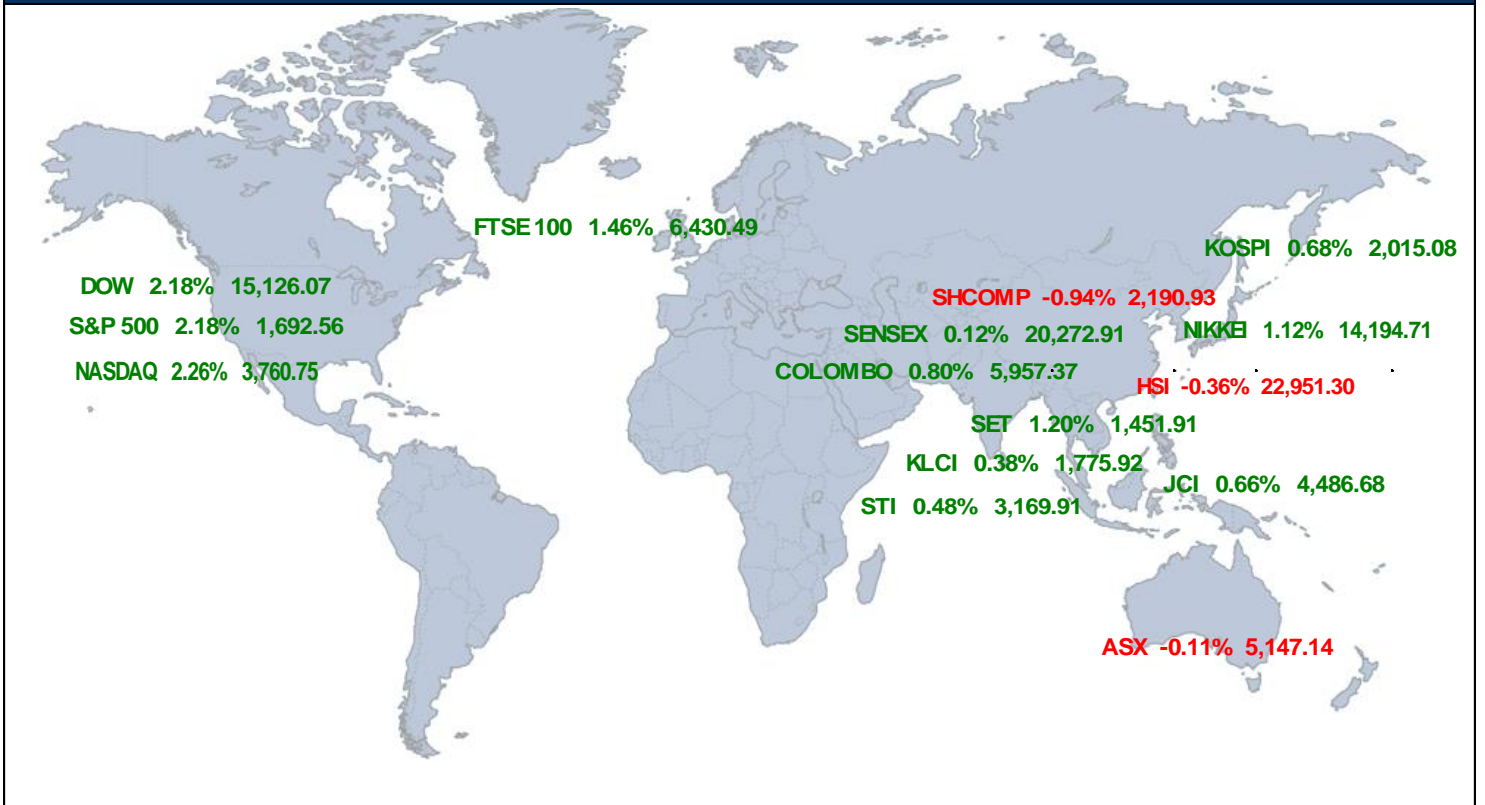 FTSE 100 1.46% 6,430.49
KOSPI 0.68% 2,015.08
DOW 2.18% 15,126.07
SHCOMP -0.94% 2,190.93
S&P 500 2.18% 1,692.56
SENSEX 0.12% 20,272.91
NIKKEI 1.12% 14,194.71
NASDAQ 2.26% 3,760.75
COLOMBO 0.80% 5,957.37
HSI -0.36% 22,951.30
SET 1.20% 1,451.91
KLCI 0.38% 1,775.92
JCI 0.66% 4,486.68
STI 0.48% 3,169.91
ASX -0.11% 5,147.14